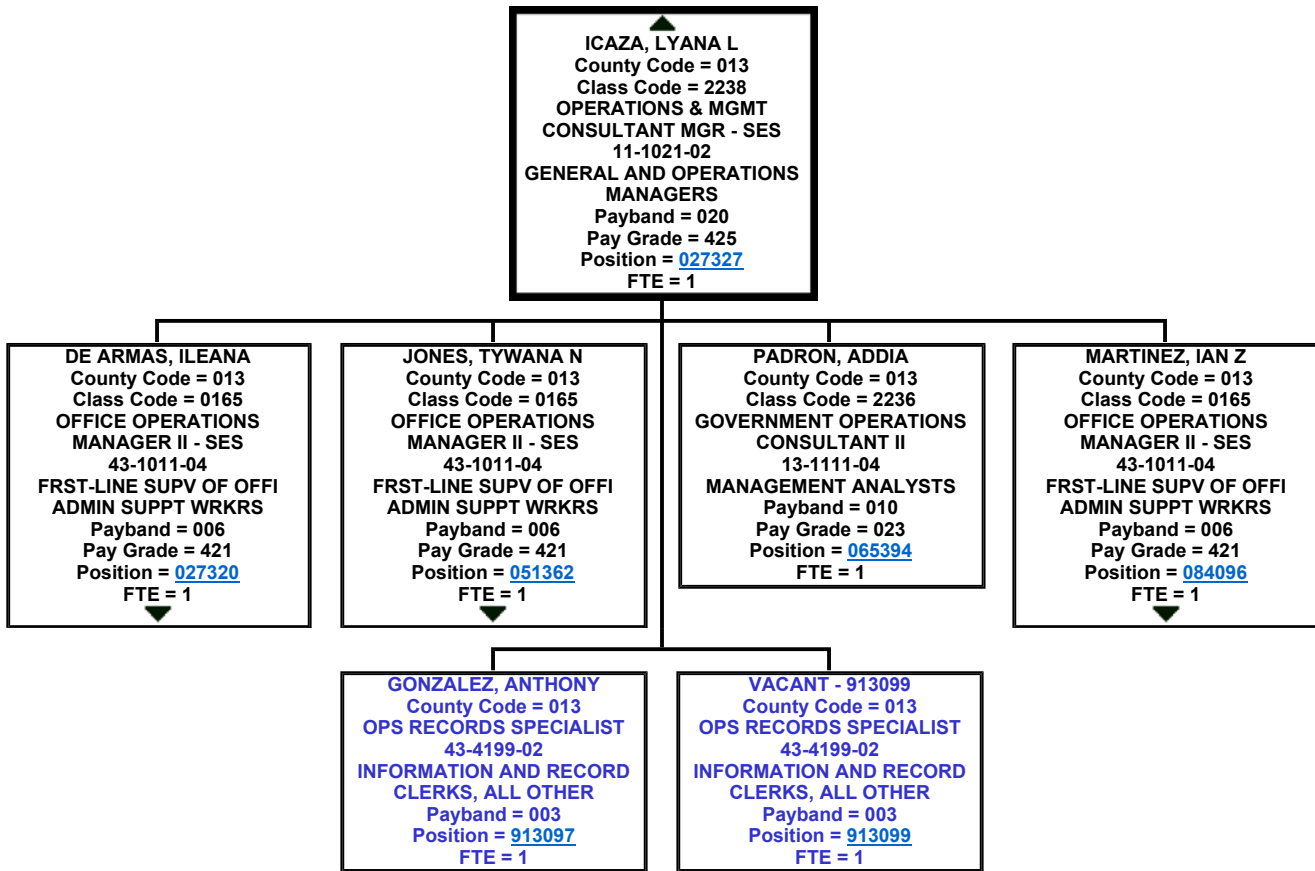 ICAZA, LYANA L
County Code = 013
Class Code = 2238
OPERATIONS & MGMT
CONSULTANT MGR - SES
11-1021-02
GENERAL AND OPERATIONS
MANAGERS
Payband = 020
Pay Grade = 425
Position = 027327
FTE = 1
DE ARMAS, ILEANA
County Code = 013
Class Code = 0165
OFFICE OPERATIONS
MANAGER II - SES
43-1011-04
FRST-LINE SUPV OF OFFI
ADMIN SUPPT WRKRS
Payband = 006
Pay Grade = 421
Position = 027320
FTE = 1
JONES, TYWANA N
County Code = 013
Class Code = 0165
OFFICE OPERATIONS
MANAGER II - SES
43-1011-04
FRST-LINE SUPV OF OFFI
ADMIN SUPPT WRKRS
Payband = 006
Pay Grade = 421
Position = 051362
FTE = 1
PADRON, ADDIA
County Code = 013
Class Code = 2236
GOVERNMENT OPERATIONS
CONSULTANT II
13-1111-04
MANAGEMENT ANALYSTS
Payband = 010
Pay Grade = 023
Position = 065394
FTE = 1
MARTINEZ, IAN Z
County Code = 013
Class Code = 0165
OFFICE OPERATIONS
MANAGER II - SES
43-1011-04
FRST-LINE SUPV OF OFFI
ADMIN SUPPT WRKRS
Payband = 006
Pay Grade = 421
Position = 084096
FTE = 1
GONZALEZ, ANTHONY
County Code = 013
OPS RECORDS SPECIALIST
43-4199-02
INFORMATION AND RECORD
CLERKS, ALL OTHER
Payband = 003
Position = 913097
FTE = 1
VACANT - 913099
County Code = 013
OPS RECORDS SPECIALIST
43-4199-02
INFORMATION AND RECORD
CLERKS, ALL OTHER
Payband = 003
Position = 913099
FTE = 1